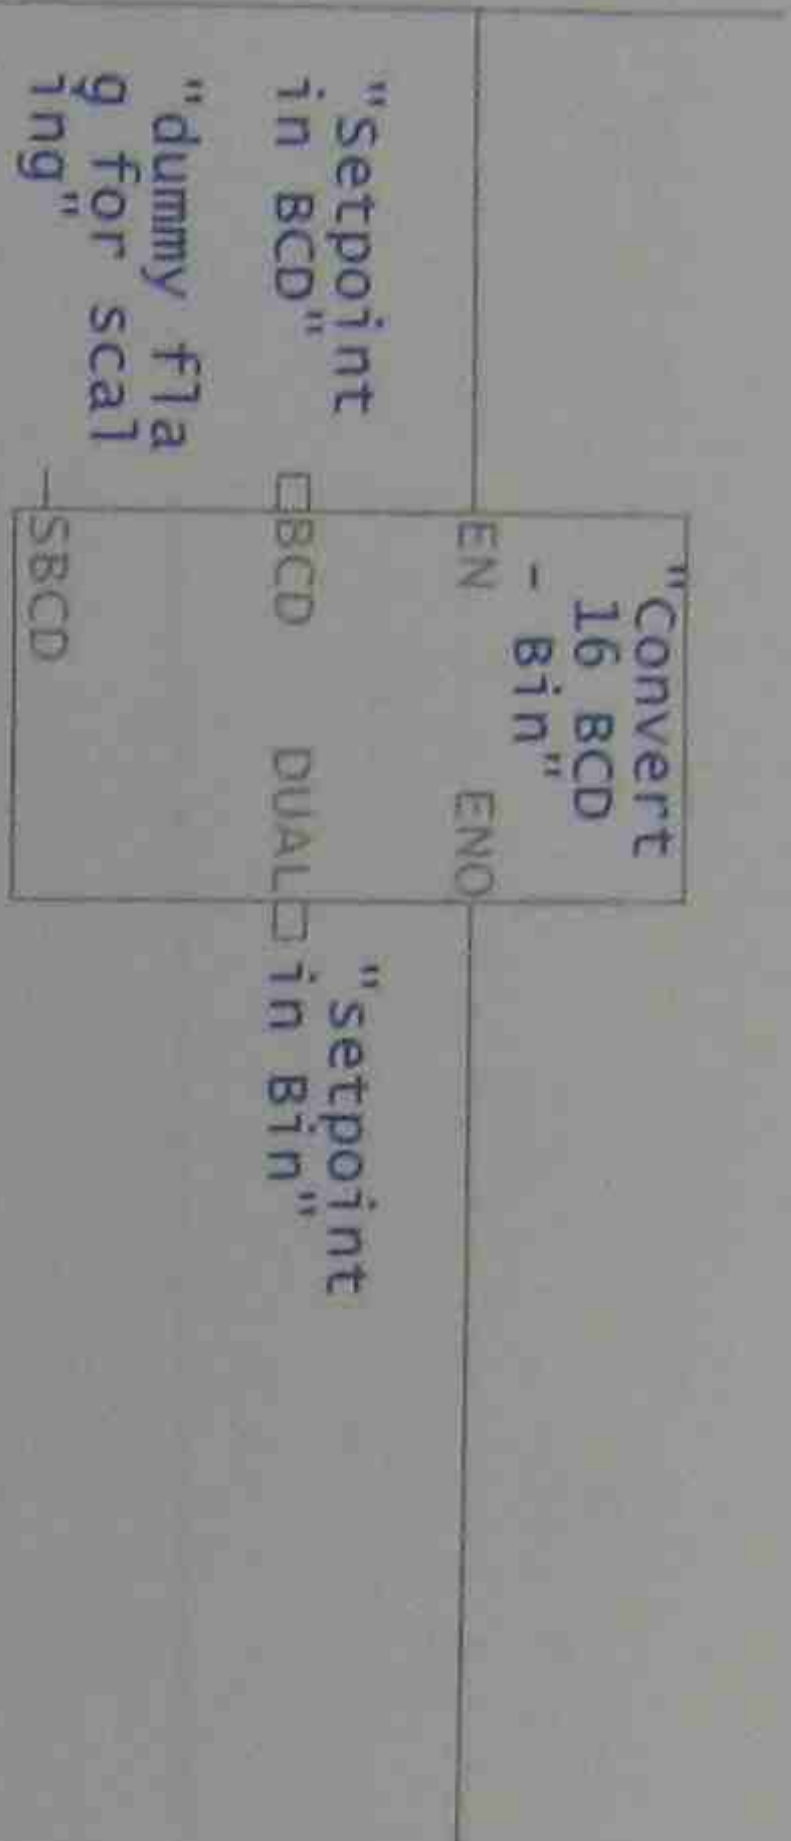 "Convert
16 BCD
- Bin"
EN
ENO
"Setpoint
in BCD"
BCD
DUAL
"setpoint
in Bin"
"dummy fla
g for scal
ing"
SBCD